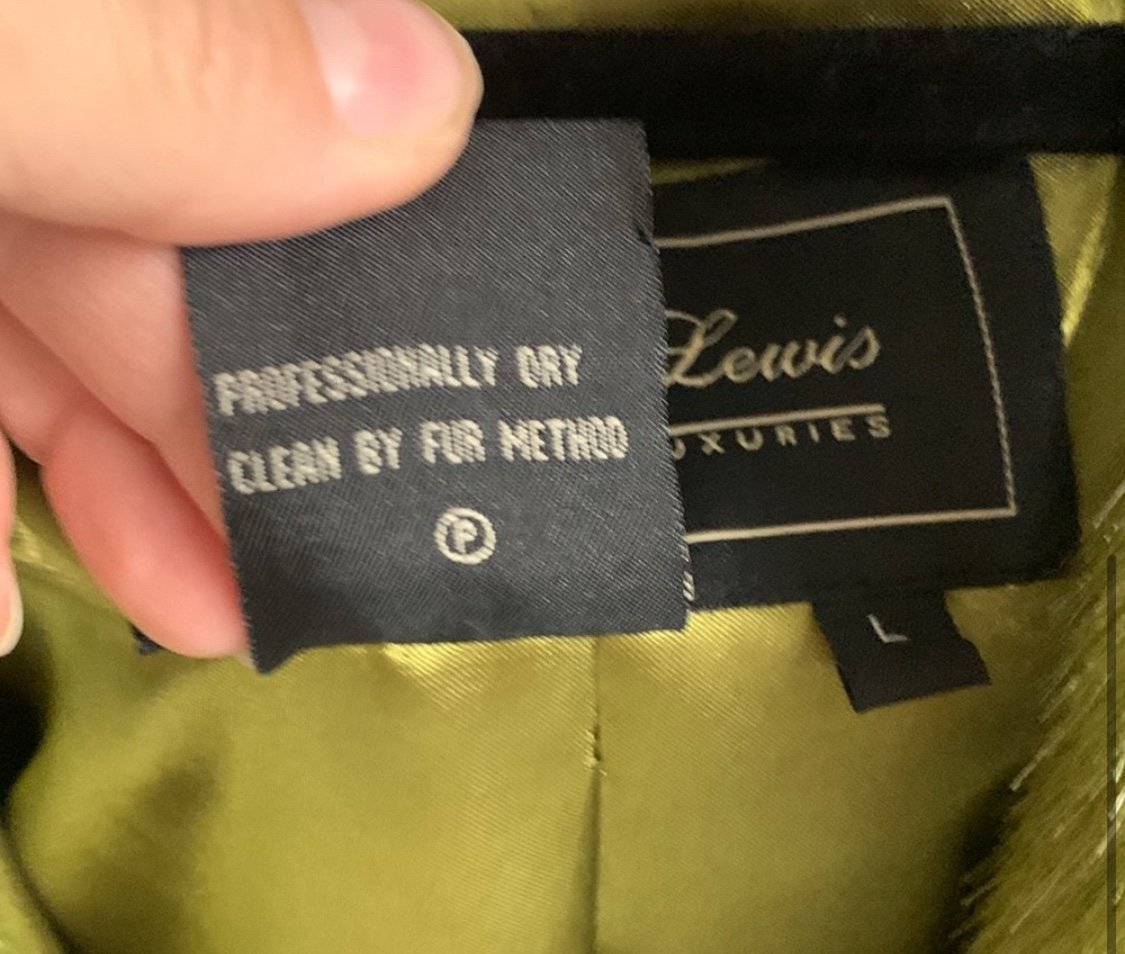 PROFESSIONALLY DRY
CLEAN BY FUR METHOD
P
Lewis
UXURIES
L